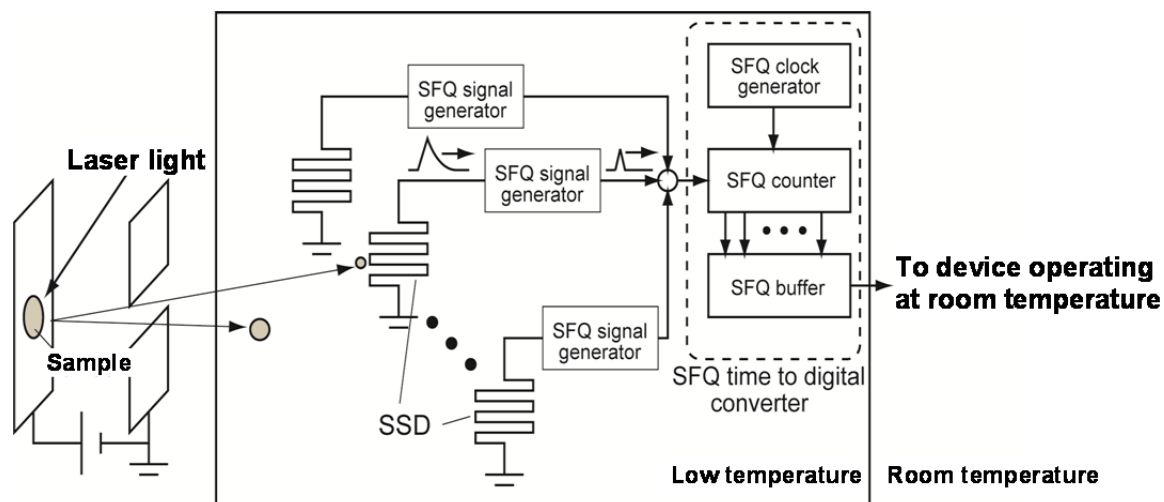 Laser light
Sample
SFQ signal
generator
SFQ signal
generator
SFQ signal
generator
SSD
SFQ clock
generator
SFQ counter
SFQ buffer
SFQ time to digital
converter
To device operating
at room temperature
Low temperature
Room temperature